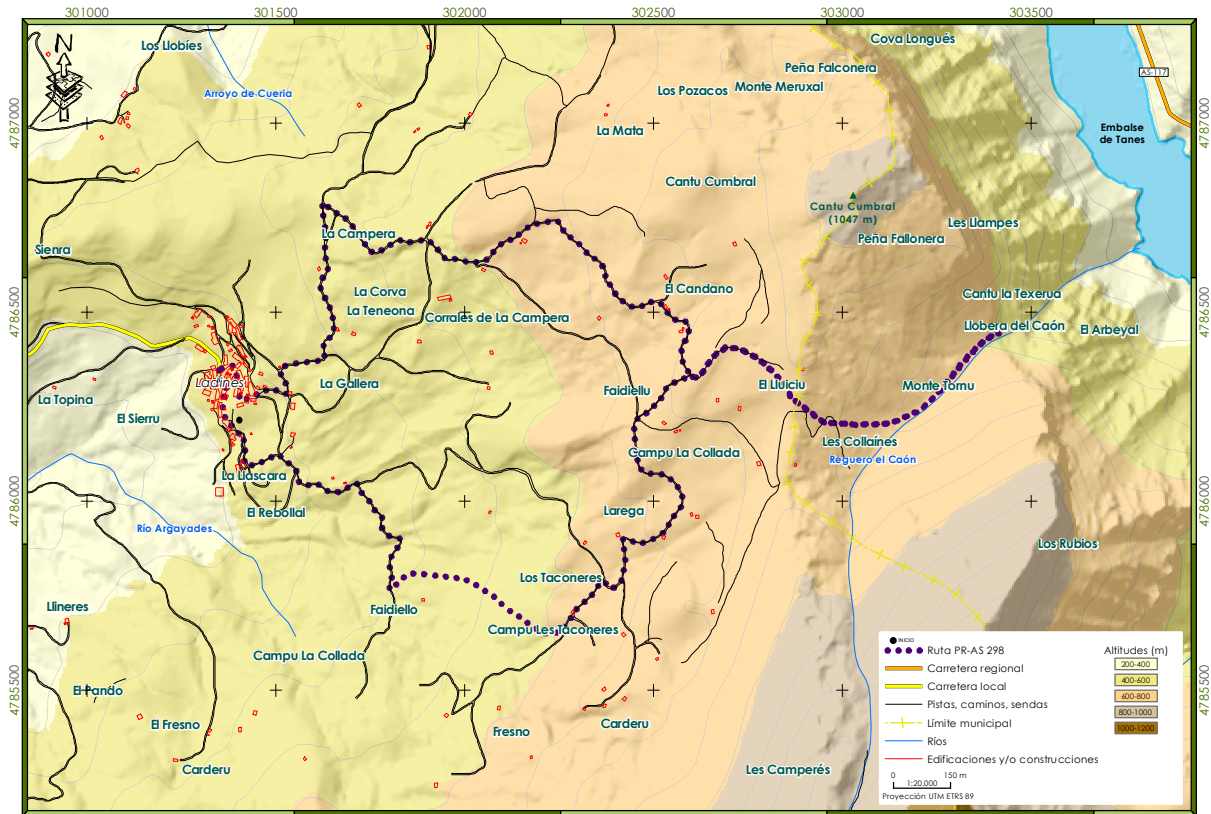 301000 301500 302000 302500 303000 303500
N
Los Llobíes
Cova Longués
Peña Falconera
AS-117
Arroyo de Cueria
Los Pozacos
Monte Meruxal
4787000
4787000
La Mata
Embalse
de Tanes
Cantu Cumbral
Cantu Cumbral
(1047 m)
Les Llampes
La Campera
Peña Fallonera
Sienra
La Corva
El Candano
Cantu la Texerua
La Teneona
Corrales de La Campera
4786500
4786500
Llobera del Caón
El Arbeyal
Ladines
La Gallera
Faidiellu
El Lluiciu
Monte Tornu
La Topina
El Sierru
Les Collaínes
Campu La Collada
Reguero el Caón
La Llascara
4786000
4786000
El Rebollal
Larega
Río Argayades
Los Rubios
Los Taconeres
Llineres
Faidiello
Campu Les Taconeres
Campu La Collada
4785500
4785500
El Pando
El Fresno
Fresno
Carderu
Carderu
Les Camperés
INICIO
Ruta PR-AS 298
Carretera regional
Carretera local
Pistas, caminos, sendas
Límite municipal
Ríos
Edificaciones y/o construcciones
Altitudes (m)
200-400
400-600
600-800
800-1000
1000-1200
0 150 m
1:20.000
Proyección UTM ETRS 89